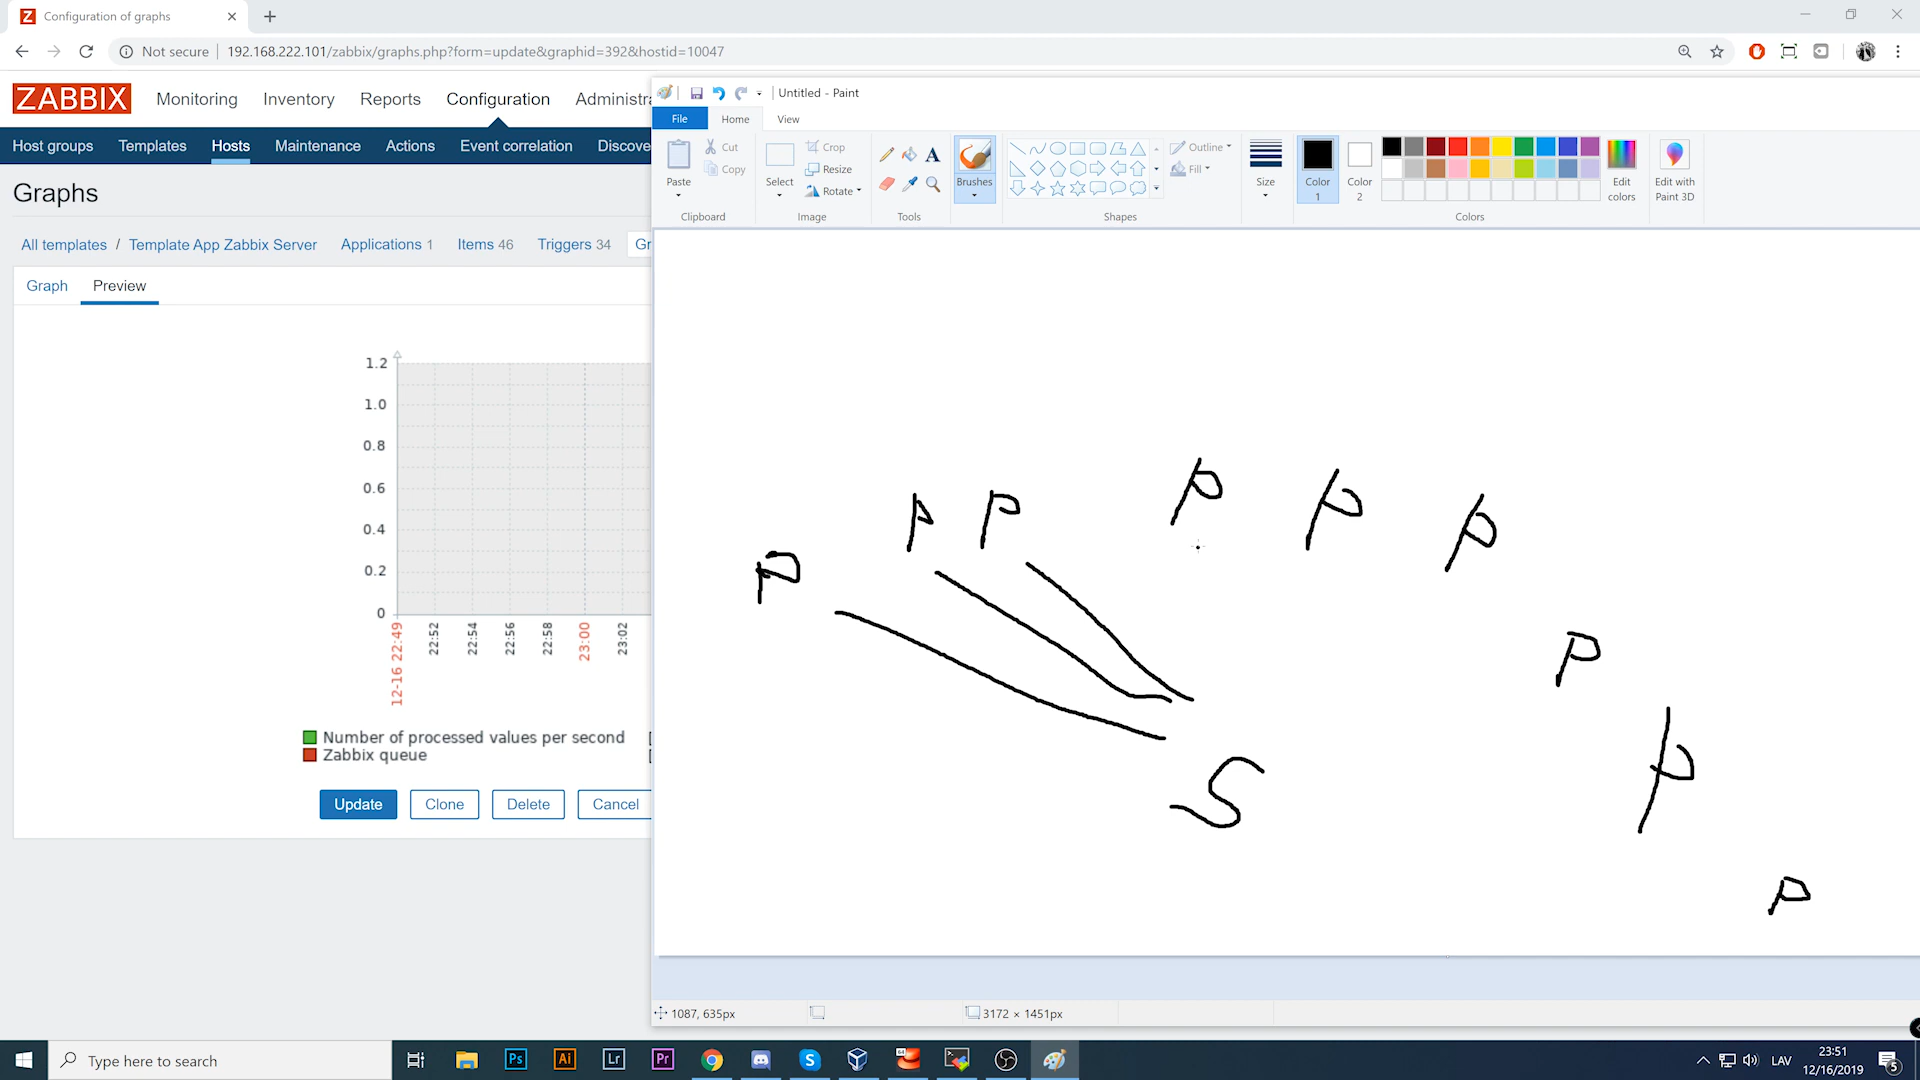 Configuration of graphs
Not secure 192.168.222.101/zabbix/graphs.php?form=update&graphid=392&hostid=10047
ZABBIX Monitoring Inventory Reports Configuration Administra
Host groups Templates Hosts Maintenance Actions Event correlation Discove
Graphs
All templates / Template App Zabbix Server Applications 1 Items 46 Triggers 34 Gr
Graph Preview
1.2
1.0
0.8
0.6
0.4
0.2
0
12-16 22:49 22:52 22:54 22:56 22:58 23:00 23:02
Number of processed values per second [
Zabbix queue [
Update Clone Delete Cancel
Untitled - Paint
File Home View
Paste Cut Copy Select Crop Resize Rotate A Brushes Outline Fill Size Color 1 Color 2 Edit colors Edit with Paint 3D
Clipboard Image Tools Shapes Colors
P P P P P P
P
P
S
P
1087, 635px 3172 × 1451px
Type here to search Ps Ai Lr Pr S 64 LAV 23:51
12/16/2019 5